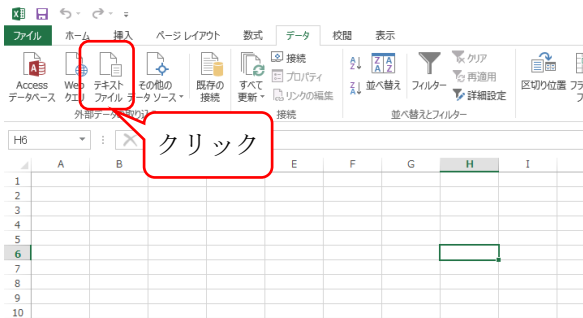 ファイル ホーム 挿入 ページ レイアウト 数式 データ 校閲 表示
Access データベース
Web クエリ
テキスト ファイル
その他の データ ソース
既存の 接続
すべて 更新
接続
プロパティ
リンクの編集
並べ替え
フィルター
クリア
再適用
詳細設定
区切り位置
外部データの取り込み
接続
並べ替えとフィルター
H6
クリック
A B E F G H I
1
2
3
4
5
6
7
8
9
10